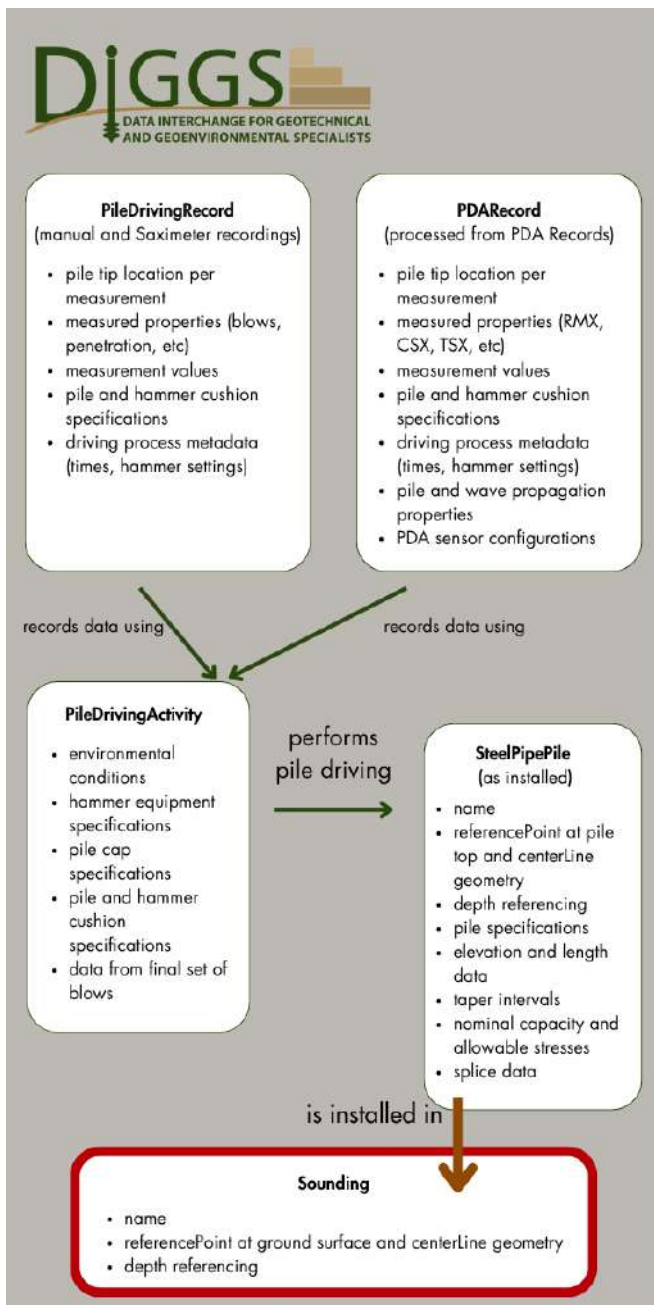 DIGGS
DATA INTERCHANGE FOR GEOTECHNICAL
AND GEOENVIRONMENTAL SPECIALISTS
PileDrivingRecord
(manual and Saximeter recordings)
• pile tip location per
measurement
• measured properties (blows,
penetration, etc)
• measurement values
• pile and hammer cushion
specifications
• driving process metadata
(times, hammer settings)
PDARecord
(processed from PDA Records)
• pile tip location per
measurement
• measured properties (RMX,
CSX, TSX, etc)
• measurement values
• pile and hammer cushion
specifications
• driving process metadata
(times, hammer settings)
• pile and wave propagation
properties
• PDA sensor configurations
records data using
records data using
PileDrivingActivity
• environmental
conditions
• hammer equipment
specifications
• pile cap
specifications
• pile and hammer
cushion
specifications
• data from final set of
blows
performs
pile driving
SteelPipePile
(as installed)
• name
• referencePoint at pile
top and centerLine
geometry
• depth referencing
• pile specifications
• elevation and length
data
• taper intervals
• nominal capacity and
allowable stresses
• splice data
is installed in
Sounding
• name
• referencePoint at ground surface and centerLine geometry
• depth referencing